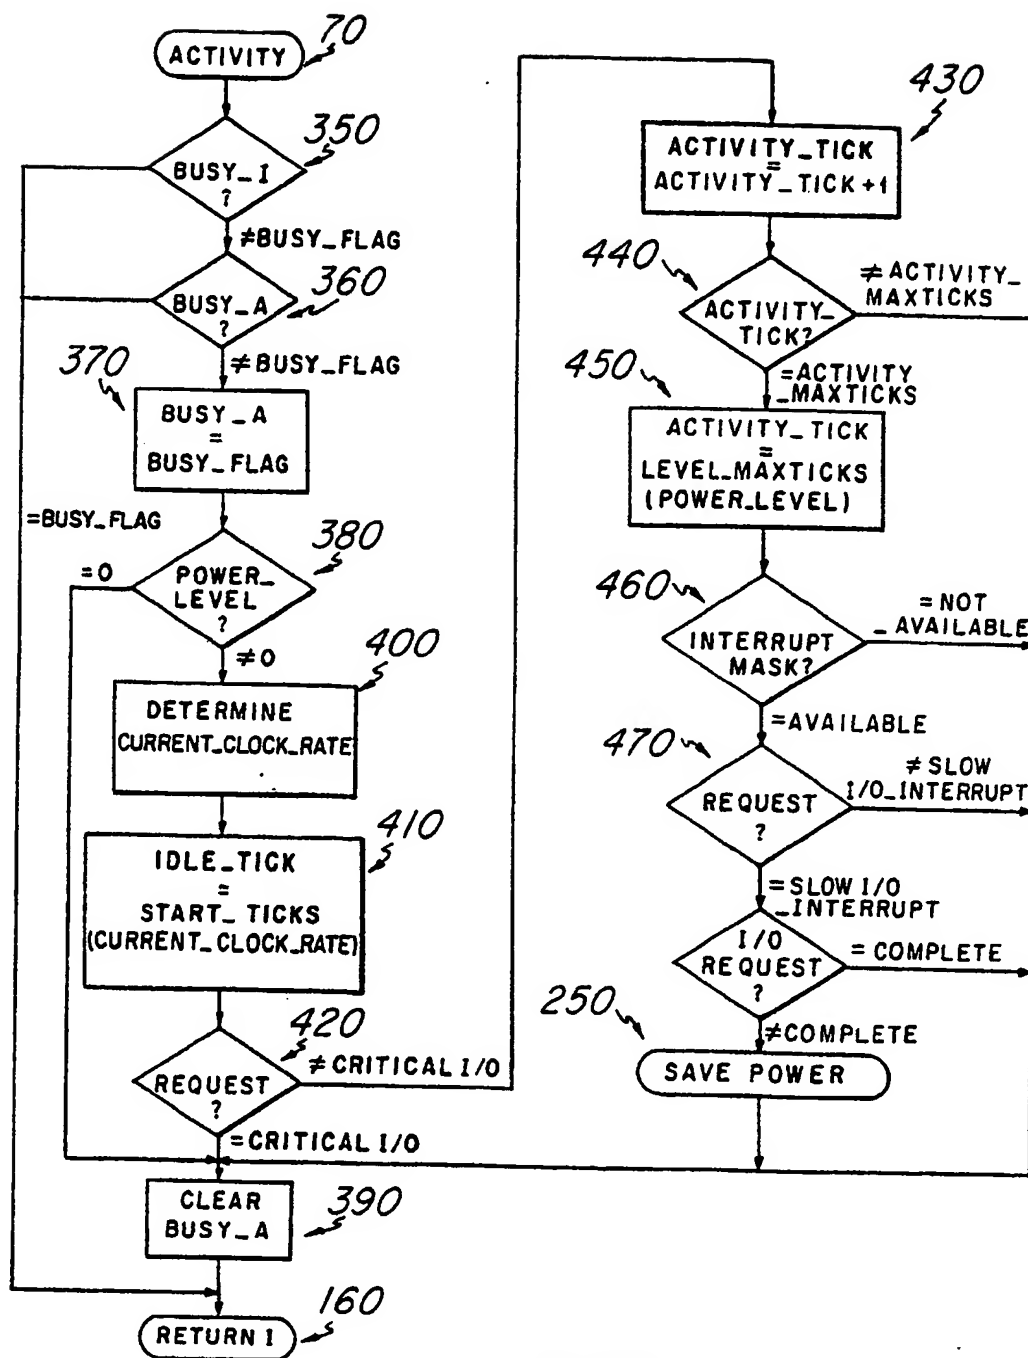 ACTIVITY
70
350
BUSY_I
?
≠BUSY_FLAG
360
BUSY_A
?
≠BUSY_FLAG
370
BUSY_A
=
BUSY_FLAG
=BUSY_FLAG
380
=0
POWER_
LEVEL
?
≠0
400
DETERMINE
CURRENT_CLOCK_RATE
410
IDLE_TICK
=
START_TICKS
(CURRENT_CLOCK_RATE)
420
REQUEST
?
≠CRITICAL I/O
=CRITICAL I/O
CLEAR
BUSY_A
390
160
RETURN I
430
ACTIVITY_TICK
=
ACTIVITY_TICK+1
440
ACTIVITY_
TICK?
≠ ACTIVITY_
MAXTICKS
=ACTIVITY
_MAXTICKS
450
ACTIVITY_TICK
=
LEVEL_MAXTICKS
(POWER_LEVEL)
460
INTERRUPT
MASK?
=NOT
_AVAILABLE
=AVAILABLE
470
REQUEST
?
≠ SLOW
I/O_INTERRUPT
=SLOW I/O
_INTERRUPT
I/O
REQUEST
?
=COMPLETE
≠COMPLETE
250
SAVE POWER